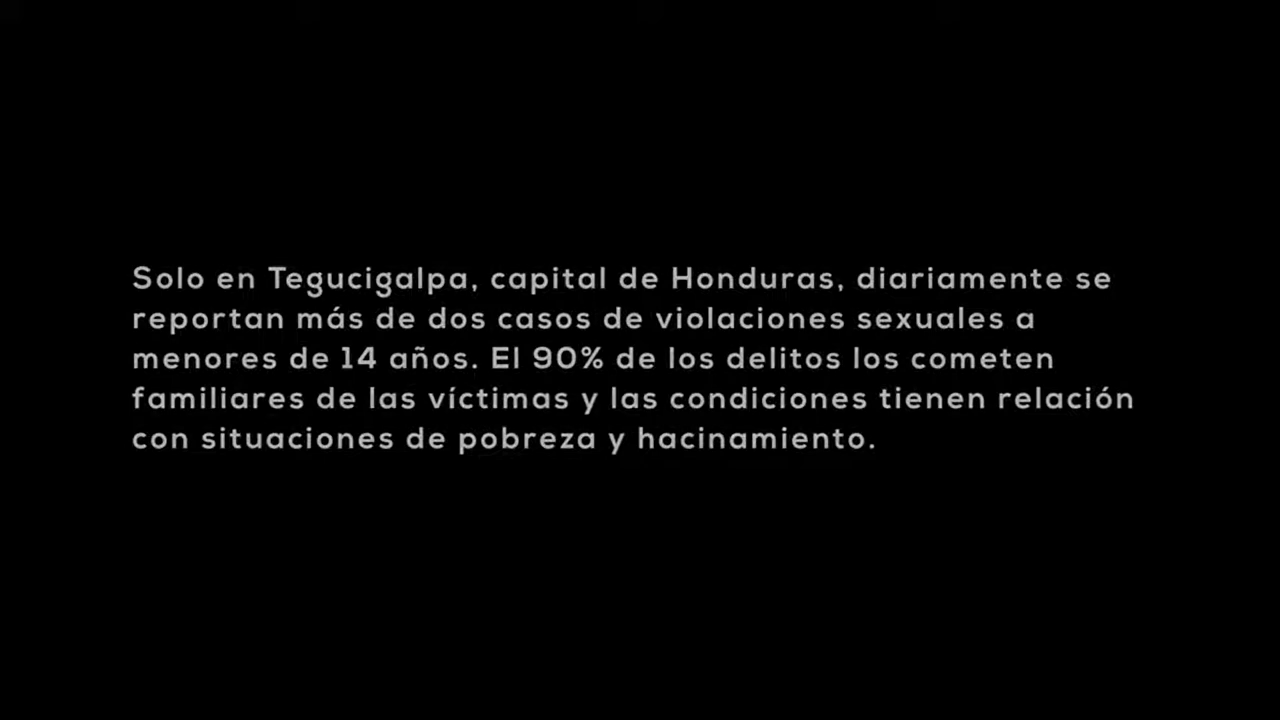 Solo en Tegucigalpa, capital de Honduras, diariamente se
reportan más de dos casos de violaciones sexuales a
menores de 14 años. El 90% de los delitos los cometen
familiares de las víctimas y las condiciones tienen relación
con situaciones de pobreza y hacinamiento.